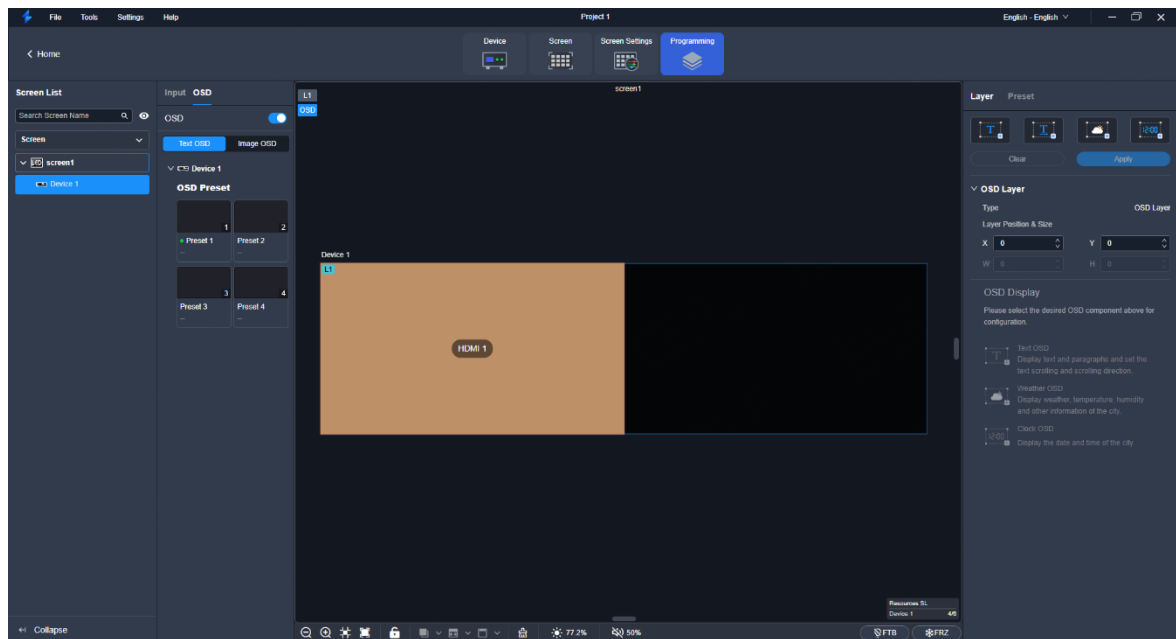 File Tools Settings Help Project 1 English - English
Home
Device Screen Screen Settings Programming
Screen List
Search Screen Name
Screen
screen1
Device 1
Collapse
Input OSD
OSD
Text OSD Image OSD
Device 1
OSD Preset
1 2
Preset 1 Preset 2
-- --
3 4
Preset 3 Preset 4
-- --
L1
OSD
screen1
Device 1
L1
HDMI 1
Resources SL
Device 1
77.2% 50%
FTB FRZ
Layer Preset
T T 12:00
Clear Apply
OSD Layer
Type OSD Layer
Layer Position & Size
X 0 Y 0
W 0 H 0
OSD Display
Please select the desired OSD component above for
configuration.
T
Text OSD
Display text and paragraphs and set the
text scrolling and scrolling direction.
Weather OSD
Display weather, temperature, humidity
and other information of the city.
12:00
Clock OSD
Display the date and time of the city.